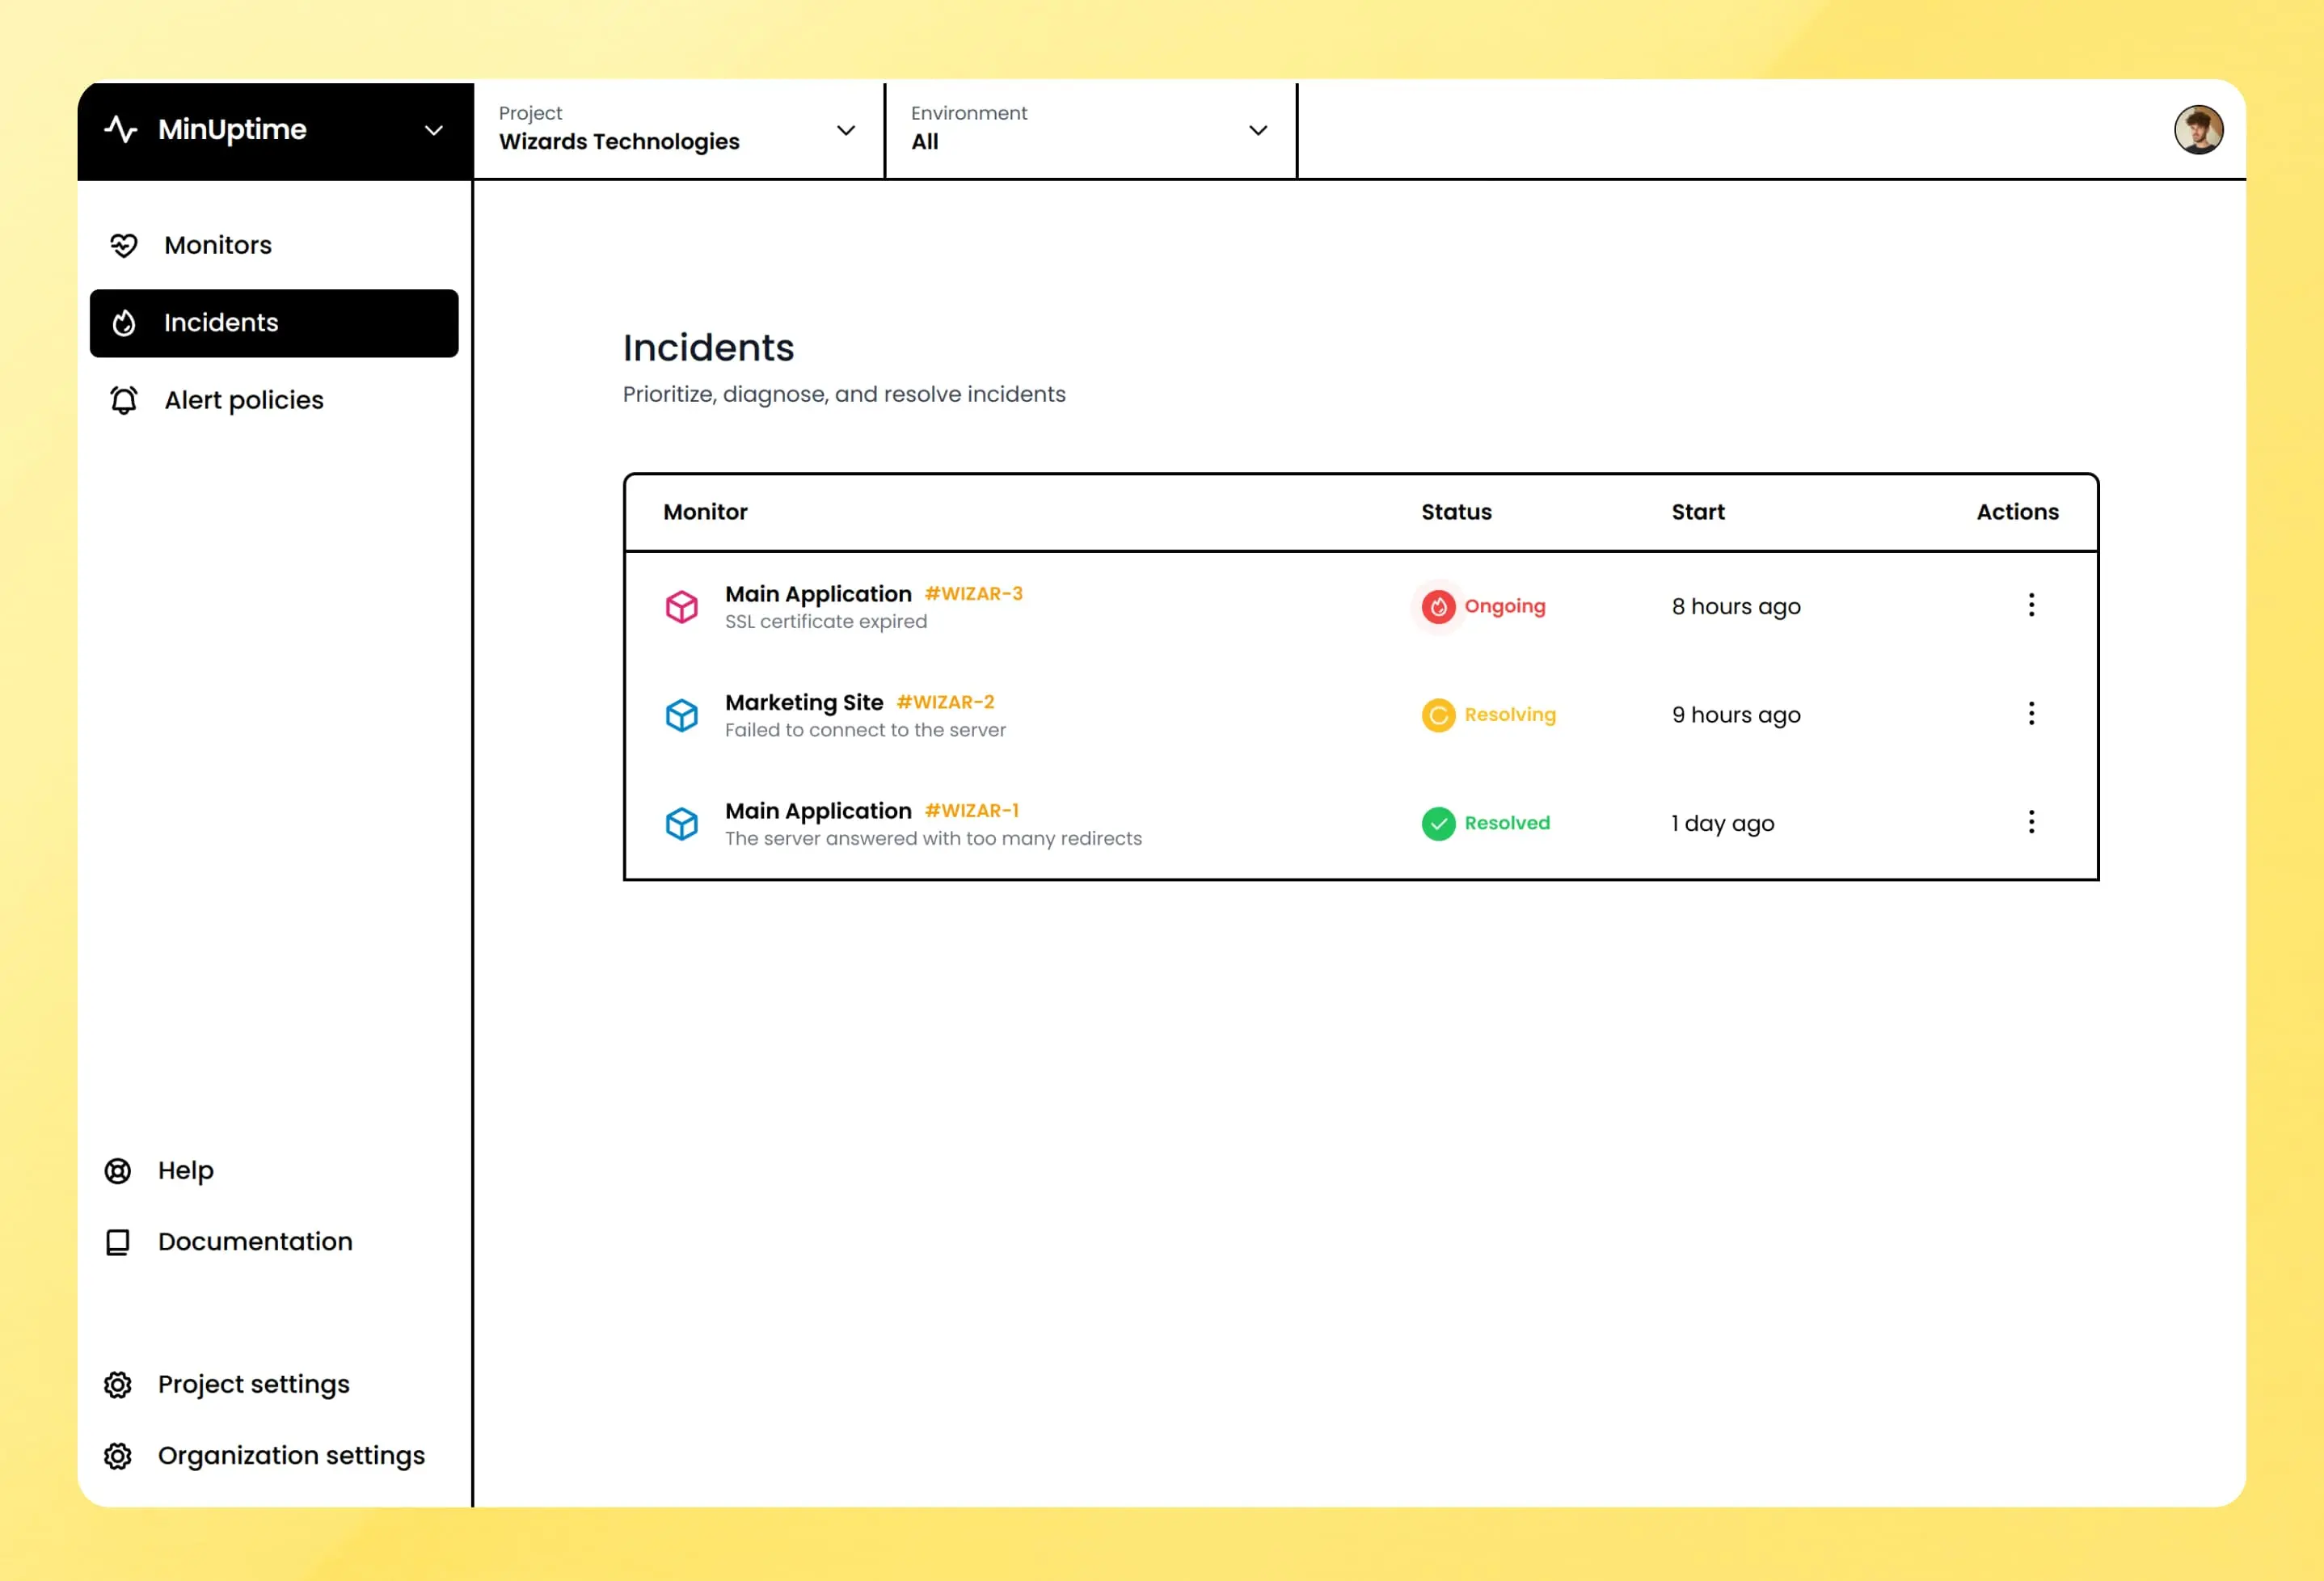 MinUptime
Project
Wizards Technologies
Environment
All
Monitors
Incidents
Alert policies
Help
Documentation
Project settings
Organization settings
Incidents
Prioritize, diagnose, and resolve incidents
Monitor Status Start Actions
Main Application #WIZAR-3
SSL certificate expired
Ongoing
8 hours ago
Marketing Site #WIZAR-2
Failed to connect to the server
Resolving
9 hours ago
Main Application #WIZAR-1
The server answered with too many redirects
Resolved
1 day ago